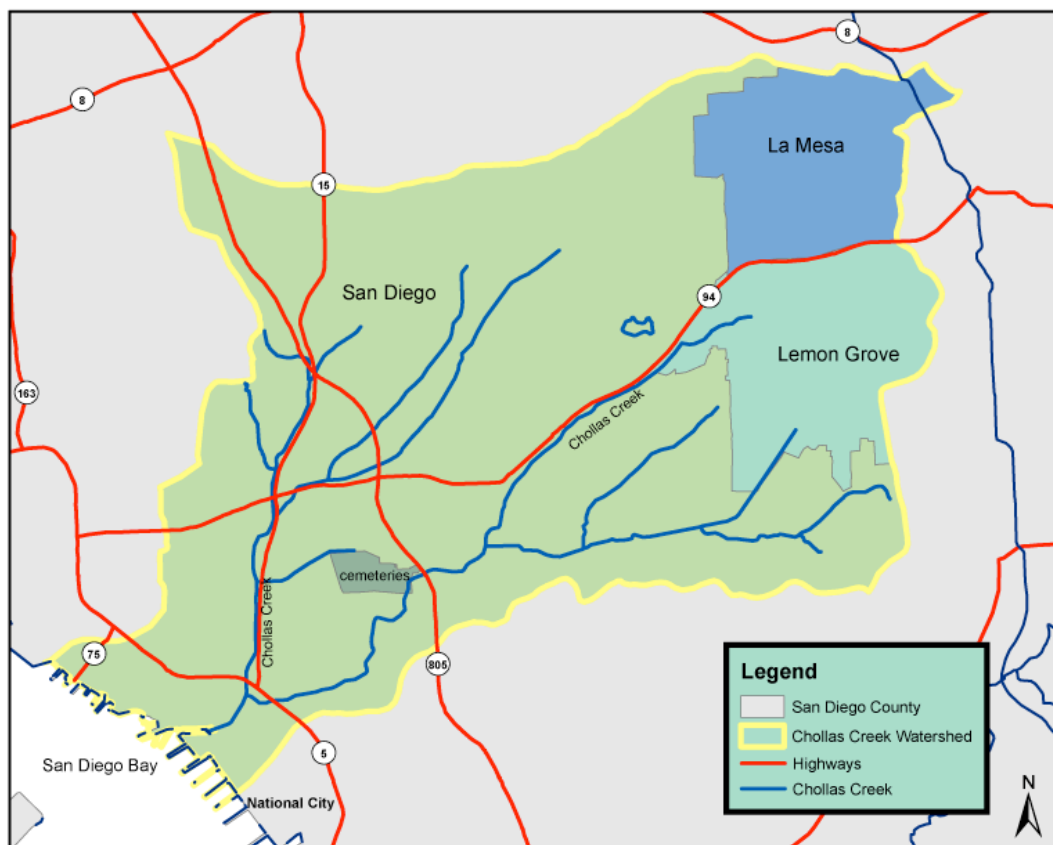 8
8
La Mesa
15
San Diego
94
Lemon Grove
163
Chollas Creek
cemeteries
Chollas Creek
75
805
5
San Diego Bay
National City
Legend
San Diego County
Chollas Creek Watershed
Highways
Chollas Creek
N